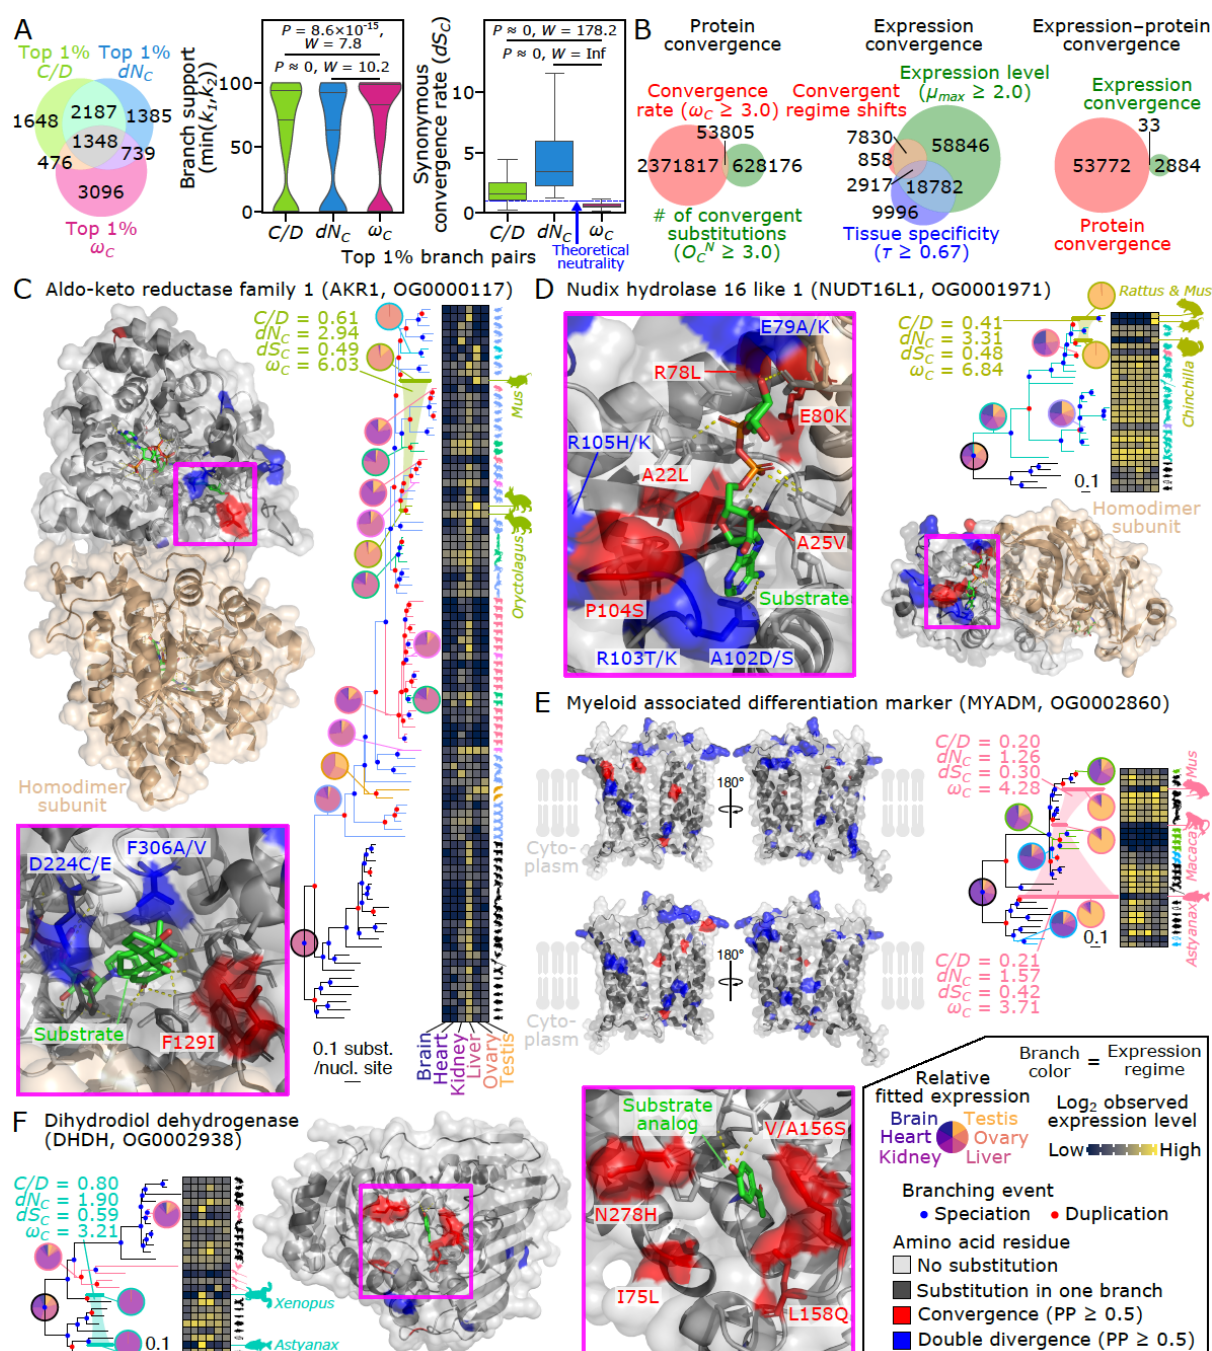 A
Top 1%
C/D
Top 1%
dN_C
1648
2187
1385
1348
476
739
3096
Top 1%
ω_C
Branch support
(min(k_1,k_2))
100
50
0
P = 8.6×10^-15,
W = 7.8
P ≈ 0, W = 10.2
C/D
dN_C
ω_C
Top 1% branch pairs
Synonymous
convergence rate (dS_C)
10
5
0
P ≈ 0, W = 178.2
P ≈ 0, W = Inf
C/D
dN_C
ω_C
Theoretical
neutrality
B
Protein
convergence
Convergence
rate (ω_C ≥ 3.0)
53805
2371817
628176
# of convergent
substitutions
(O_C^N ≥ 3.0)
Expression
convergence
Expression level
(μ_max ≥ 2.0)
Convergent
regime shifts
7830
58846
858
2917
18782
9996
Tissue specificity
(τ ≥ 0.67)
Expression–protein
convergence
Expression
convergence
33
53772
2884
Protein
convergence
C
Aldo-keto reductase family 1 (AKR1, OG0000117)
C/D = 0.61
dN_C = 2.94
dS_C = 0.49
ω_C = 6.03
Mus
Oryctolagus
Homodimer
subunit
D224C/E
F306A/V
Substrate
F129I
0.1 subst.
/nucl. site
Brain
Heart
Kidney
Liver
Ovary
Testis
D
Nudix hydrolase 16 like 1 (NUDT16L1, OG0001971)
E79A/K
R78L
E80K
R105H/K
A22L
A25V
P104S
Substrate
R103T/K
A102D/S
C/D = 0.41
dN_C = 3.31
dS_C = 0.48
ω_C = 6.84
Rattus & Mus
Chinchilla
0.1
Homodimer
subunit
E
Myeloid associated differentiation marker (MYADM, OG0002860)
180°
Cyto-
plasm
180°
Cyto-
plasm
C/D = 0.20
dN_C = 1.26
dS_C = 0.30
ω_C = 4.28
Mus
Macaca
Astyanax
0.1
C/D = 0.21
dN_C = 1.57
dS_C = 0.42
ω_C = 3.71
F
Dihydrodiol dehydrogenase
(DHDH, OG0002938)
C/D = 0.80
dN_C = 1.90
dS_C = 0.59
ω_C = 3.21
Xenopus
Astyanax
0.1
Substrate
analog
V/A156S
N278H
I75L
L158Q
Branch
color
=
Expression
regime
Relative
fitted expression
Brain
Heart
Kidney
Testis
Ovary
Liver
Log_2 observed
expression level
Low
High
Branching event
Speciation
Duplication
Amino acid residue
No substitution
Substitution in one branch
Convergence (PP ≥ 0.5)
Double divergence (PP ≥ 0.5)